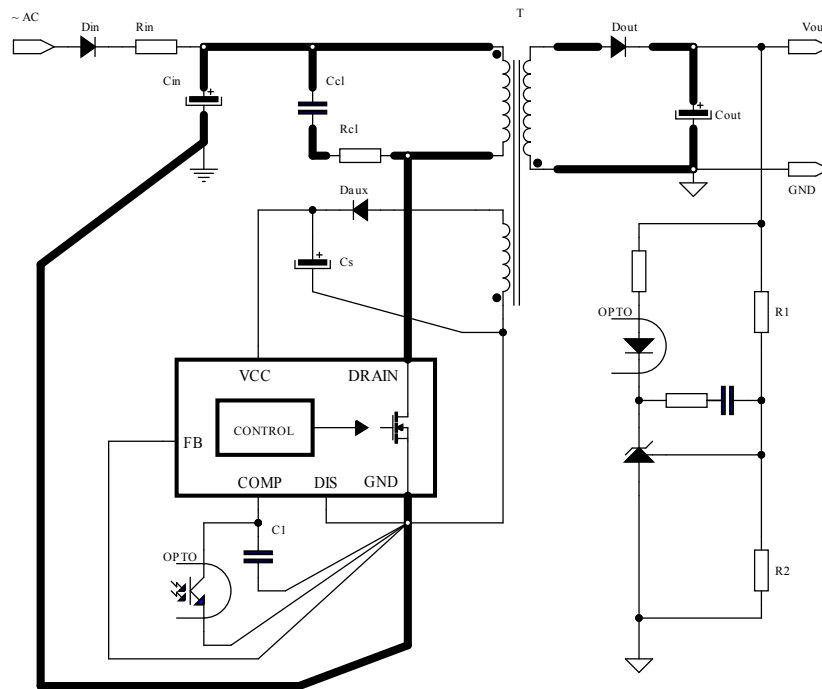 ~ AC
Din
Rin
T
Dout
Vou
Cin
+
Ccl
+
Cout
Rcl
GND
Daux
+
Cs
OPTO
R1
VCC
DRAIN
FB
CONTROL
COMP
DIS
GND
C1
OPTO
R2